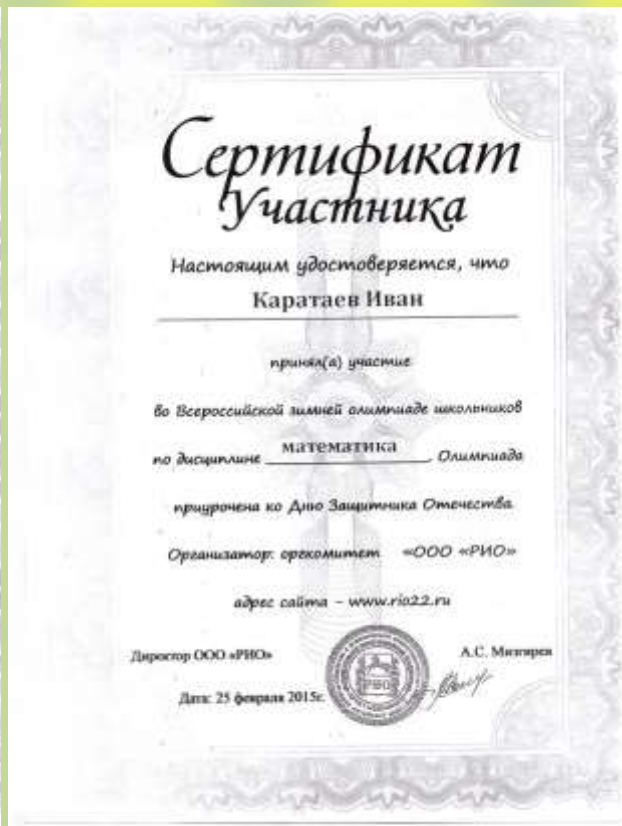 Сертификат
Участника
Настоящим удостоверяется, что
Каратаев Иван
принял(а) участие
во Всероссийской зимней олимпиаде школьников
по дисциплине математика. Олимпиада
приурочена ко Дню Защитника Отечества
Организатор: оргкомитет «ООО «РИО»
адрес сайта – www.rio22.ru
Директор ООО «РИО» А.С.
Дата: 25 февраля 2015г.
РИО